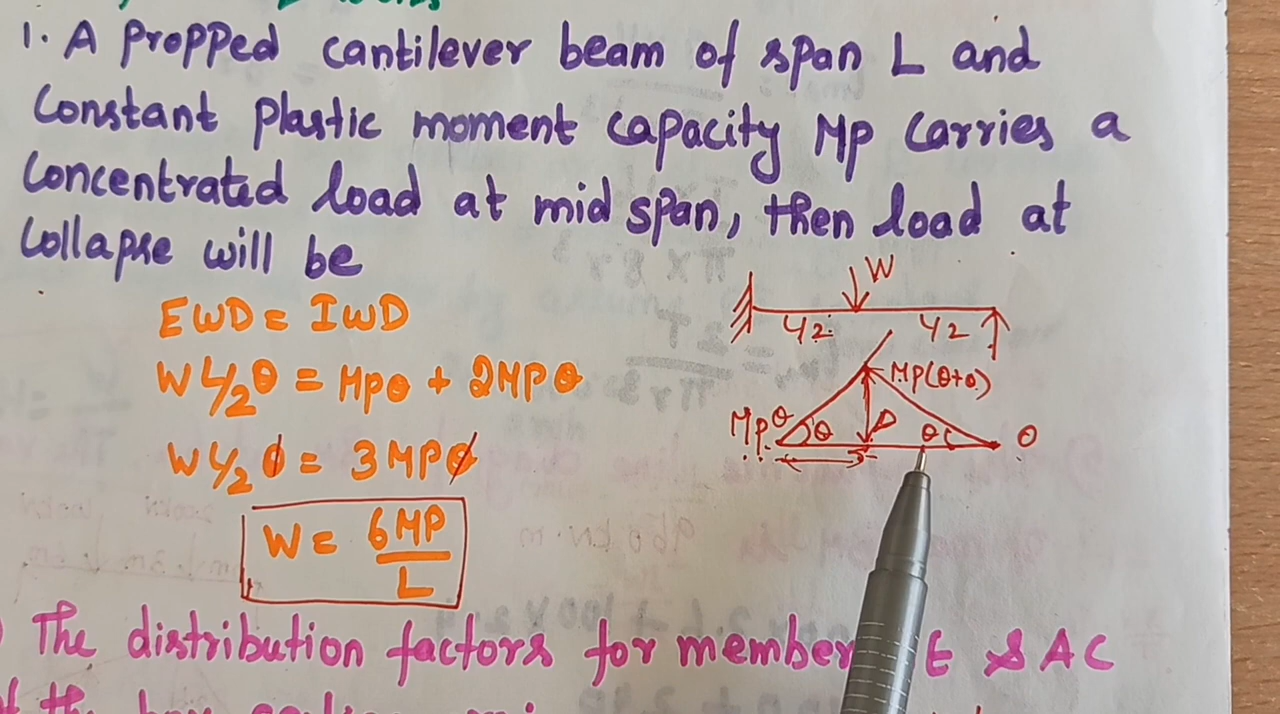 1. A Propped cantilever beam of span L and
Constant plastic moment capacity Mp carries a
Concentrated load at mid span, then load at
Collapse will be
EWD = IWD
W L/2 θ = Mpθ + 2MPθ
W L/2 θ = 3MPθ
W = 6MP/L
W
L/2 L/2
MP(θ+θ)
MPθ θ D θ 0
The distribution factors for member E & AC